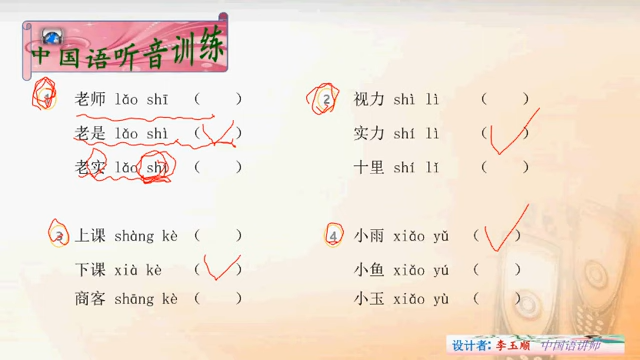 中国语听音训练
1 老师 lǎo shī （ ）
老是 lǎo shì （ ）
老实 lǎo shi （ ）
2 视力 shì lì （ ）
实力 shí lì （ ）
十里 shí lǐ （ ）
3 上课 shàng kè （ ）
下课 xià kè （ ）
商客 shāng kè （ ）
4 小雨 xiǎo yǔ （ ）
小鱼 xiǎo yú （ ）
小玉 xiǎo yù （ ）
设计者: 李玉顺 中国语讲师